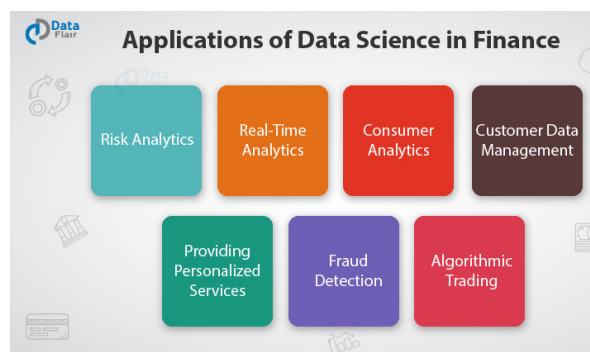 Data
Flair
Applications of Data Science in Finance
Data
Risk Analytics
Real-Time
Analytics
Consumer
Analytics
Customer Data
Management
Providing
Personalized
Services
Fraud
Detection
Algorithmic
Trading